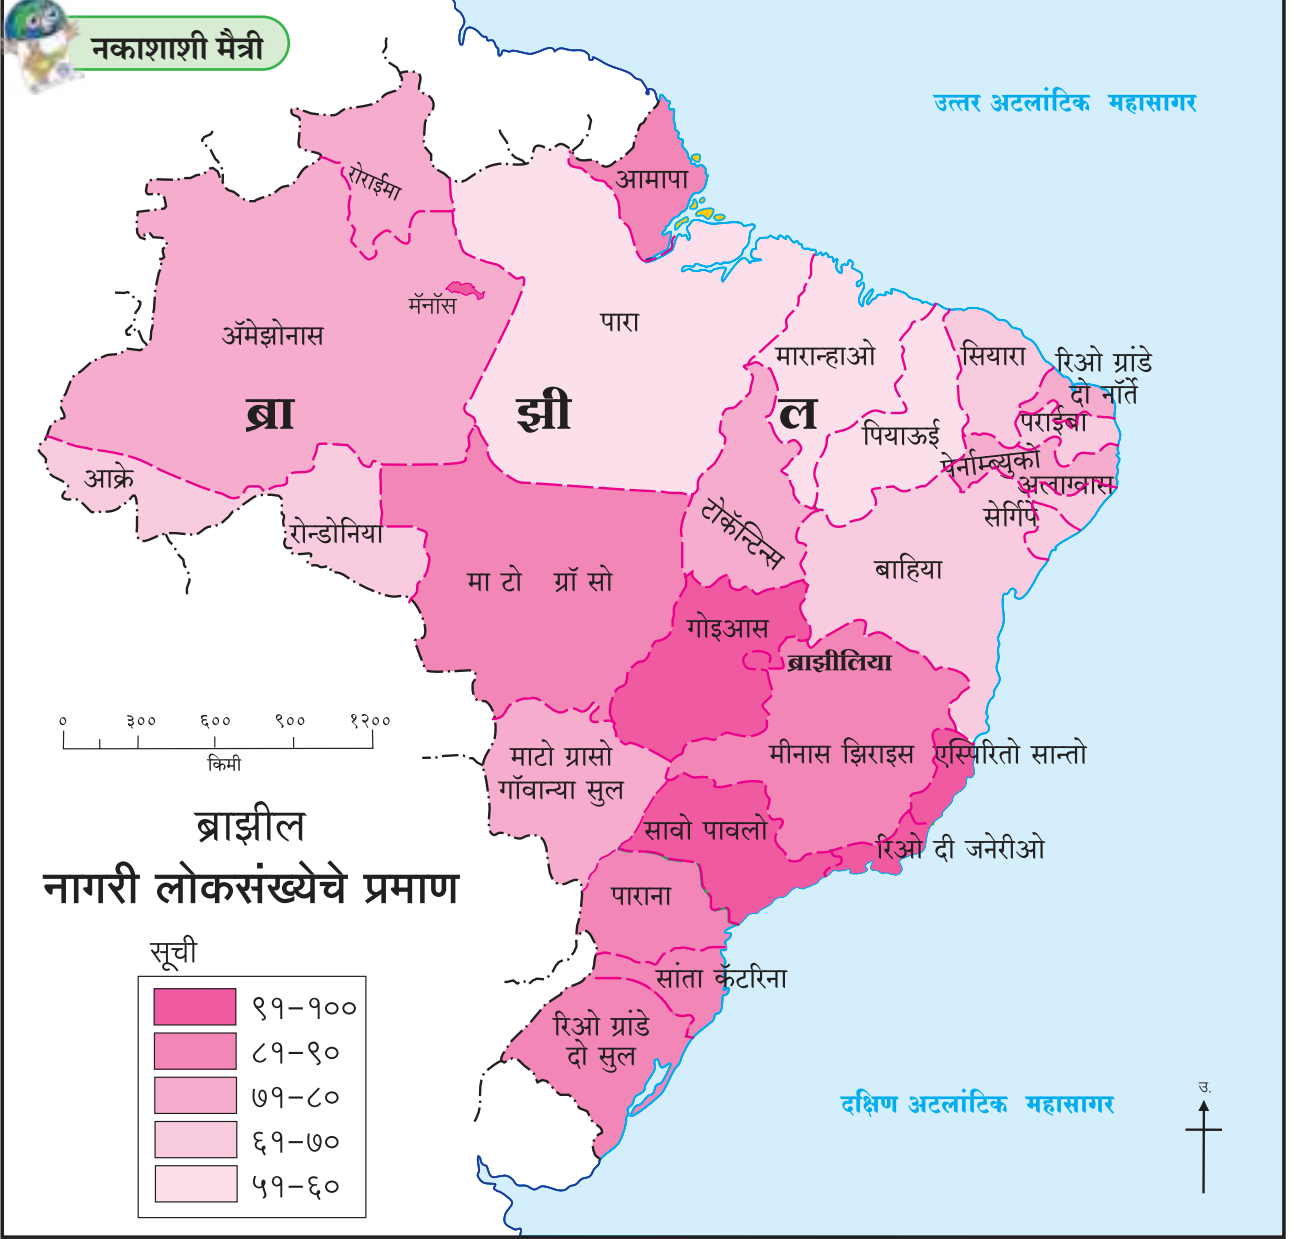 नकाशाशी मैत्री
उत्तर अटलांटिक महासागर
रोराईमा
आमापा
मॅनॉस
ॲमेझोनास
पारा
मारान्हाओ
सियारा
रिओ ग्रांडे
दो नॉर्ते
ब्रा झी ल
पराईबा
पियाऊई
पेर्नाम्ब्युको
आक्रे
अलाग्वास
सेर्गिपे
रोन्डोनिया
टोकॅन्टिन्स
मा टो ग्रॉ सो
बाहिया
गोइआस
ब्राझीलिया
० ३०० ६०० ९०० १२००
किमी
माटो ग्रासो
गॉवान्या सुल
मीनास झिराइस
एस्पिरितो सान्तो
सावो पावलो
रिओ दी जनेरीओ
ब्राझील
नागरी लोकसंख्येचे प्रमाण
पाराना
सांता कॅटरिना
रिओ ग्रांडे
दो सुल
सूची
९१–१००
८१–९०
७१–८०
६१–७०
५१–६०
दक्षिण अटलांटिक महासागर
उ.